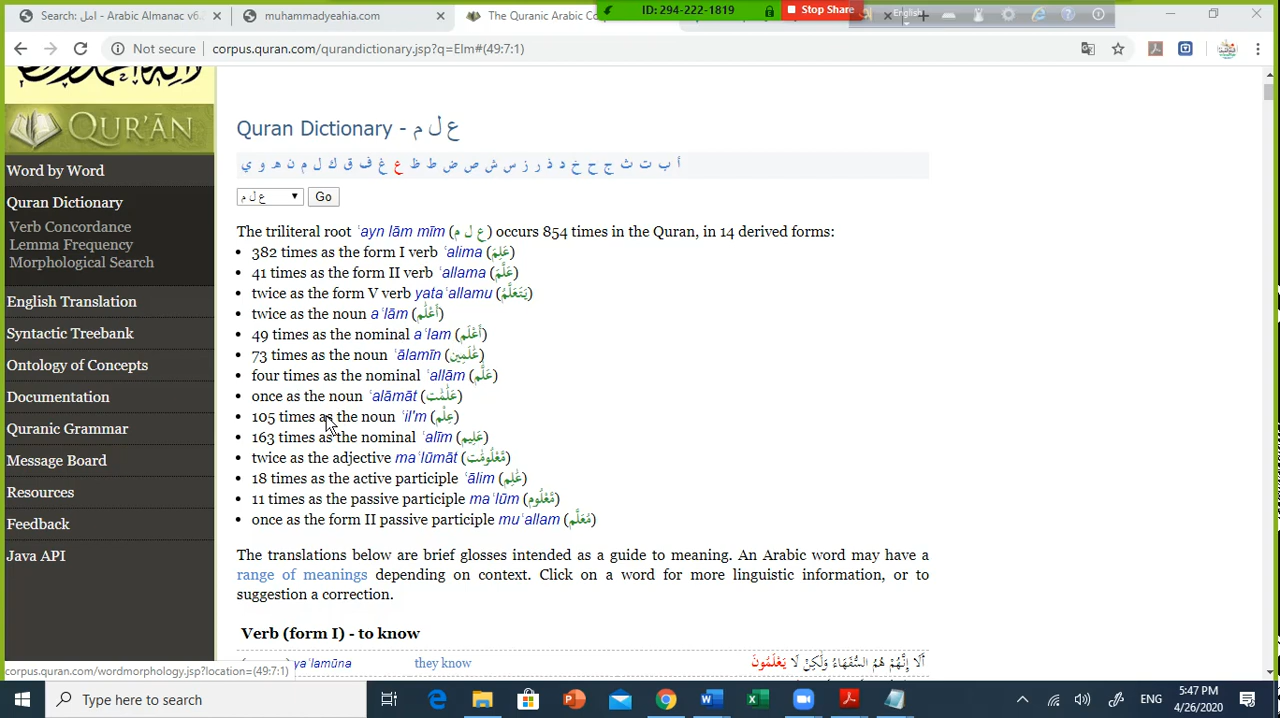 Search: امل - Arabic Almanac v6.
muhammadyeahia.com
The Quranic Arabic Co
ID: 294-222-1819
Stop Share
English
Not secure
corpus.quran.com/qurandictionary.jsp?q=Elm#(49:7:1)
QUR'ĀN
Word by Word
Quran Dictionary
Verb Concordance
Lemma Frequency
Morphological Search
English Translation
Syntactic Treebank
Ontology of Concepts
Documentation
Quranic Grammar
Message Board
Resources
Feedback
Java API
Quran Dictionary - ع ل م
أ ب ت ث ج ح خ د ذ ر ز س ش ص ض ط ظ ع غ ف ق ك ل م ن ه و ي
ع ل م
Go
The triliteral root ʿayn lām mīm (ع ل م) occurs 854 times in the Quran, in 14 derived forms:
• 382 times as the form I verb ʿalima (عَلِمَ)
• 41 times as the form II verb ʿallama (عَلَّمَ)
• twice as the form V verb yataʿallamu (يَتَعَلَّمُ)
• twice as the noun aʿlām (أَعْلَٰم)
• 49 times as the nominal aʿlam (أَعْلَم)
• 73 times as the noun ʿālamīn (عَٰلَمِين)
• four times as the nominal ʿallām (عَلَّٰم)
• once as the noun ʿalāmāt (عَلَٰمَٰت)
• 105 times as the noun ʿil'm (عِلْم)
• 163 times as the nominal ʿalīm (عَلِيم)
• twice as the adjective maʿlūmāt (مَّعْلُومَٰت)
• 18 times as the active participle ʿālim (عَٰلِم)
• 11 times as the passive participle maʿlūm (مَّعْلُوم)
• once as the form II passive participle muʿallam (مُعَلَّم)
The translations below are brief glosses intended as a guide to meaning. An Arabic word may have a
range of meanings depending on context. Click on a word for more linguistic information, or to
suggestion a correction.
Verb (form I) - to know
yaʿlamūna they know أَلَا إِنَّهُمْ هُمُ السُّفَهَاءُ وَلَٰكِنْ لَا يَعْلَمُونَ
corpus.quran.com/wordmorphology.jsp?location=(49:7:1)
Type here to search
ENG
5:47 PM
4/26/2020